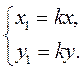 x₁ = kx,
y₁ = ky.